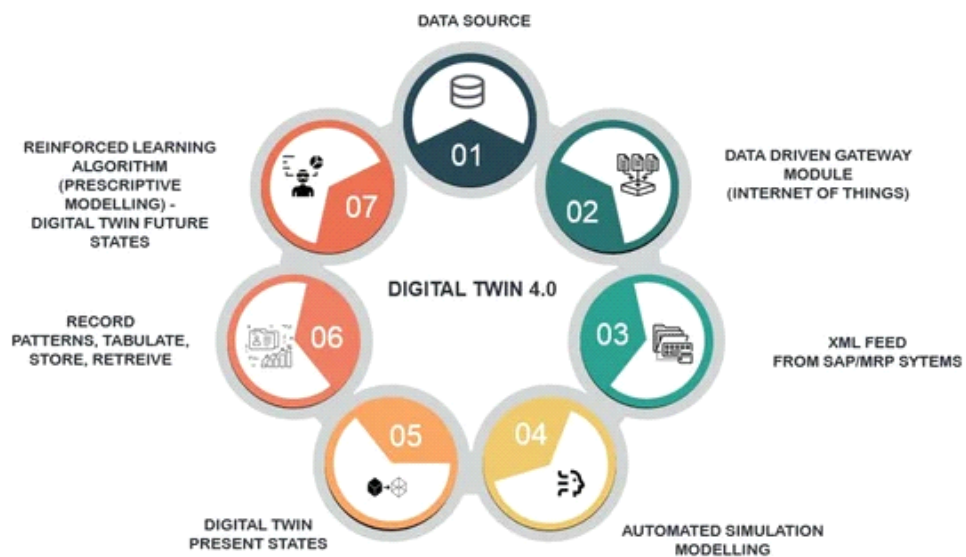 DATA SOURCE
01
DATA DRIVEN GATEWAY
MODULE
(INTERNET OF THINGS)
02
XML FEED
FROM SAP/MRP SYTEMS
03
AUTOMATED SIMULATION
MODELLING
04
DIGITAL TWIN
PRESENT STATES
05
RECORD
PATTERNS, TABULATE,
STORE, RETREIVE
06
REINFORCED LEARNING
ALGORITHM
(PRESCRIPTIVE
MODELLING) -
DIGITAL TWIN FUTURE
STATES
07
DIGITAL TWIN 4.0